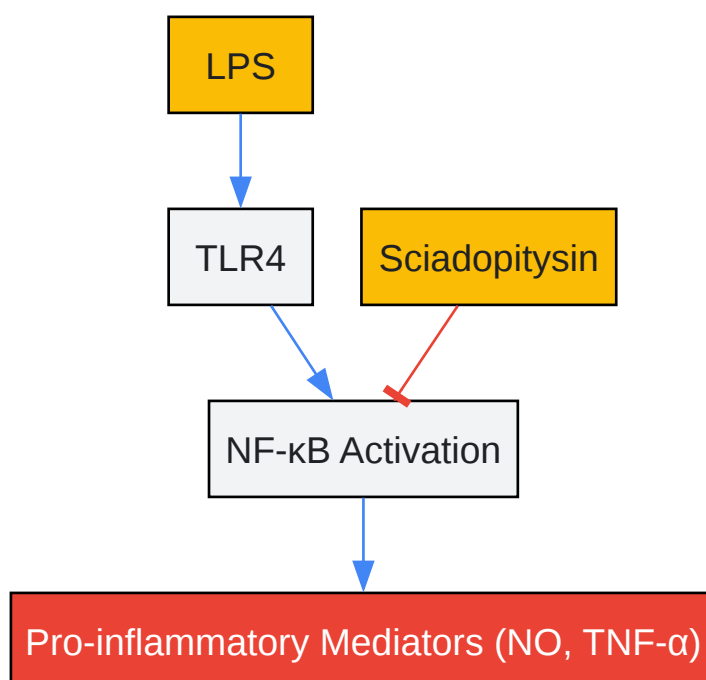 LPS
TLR4
Sciadopitysin
NF-κB Activation
Pro-inflammatory Mediators (NO, TNF-α)